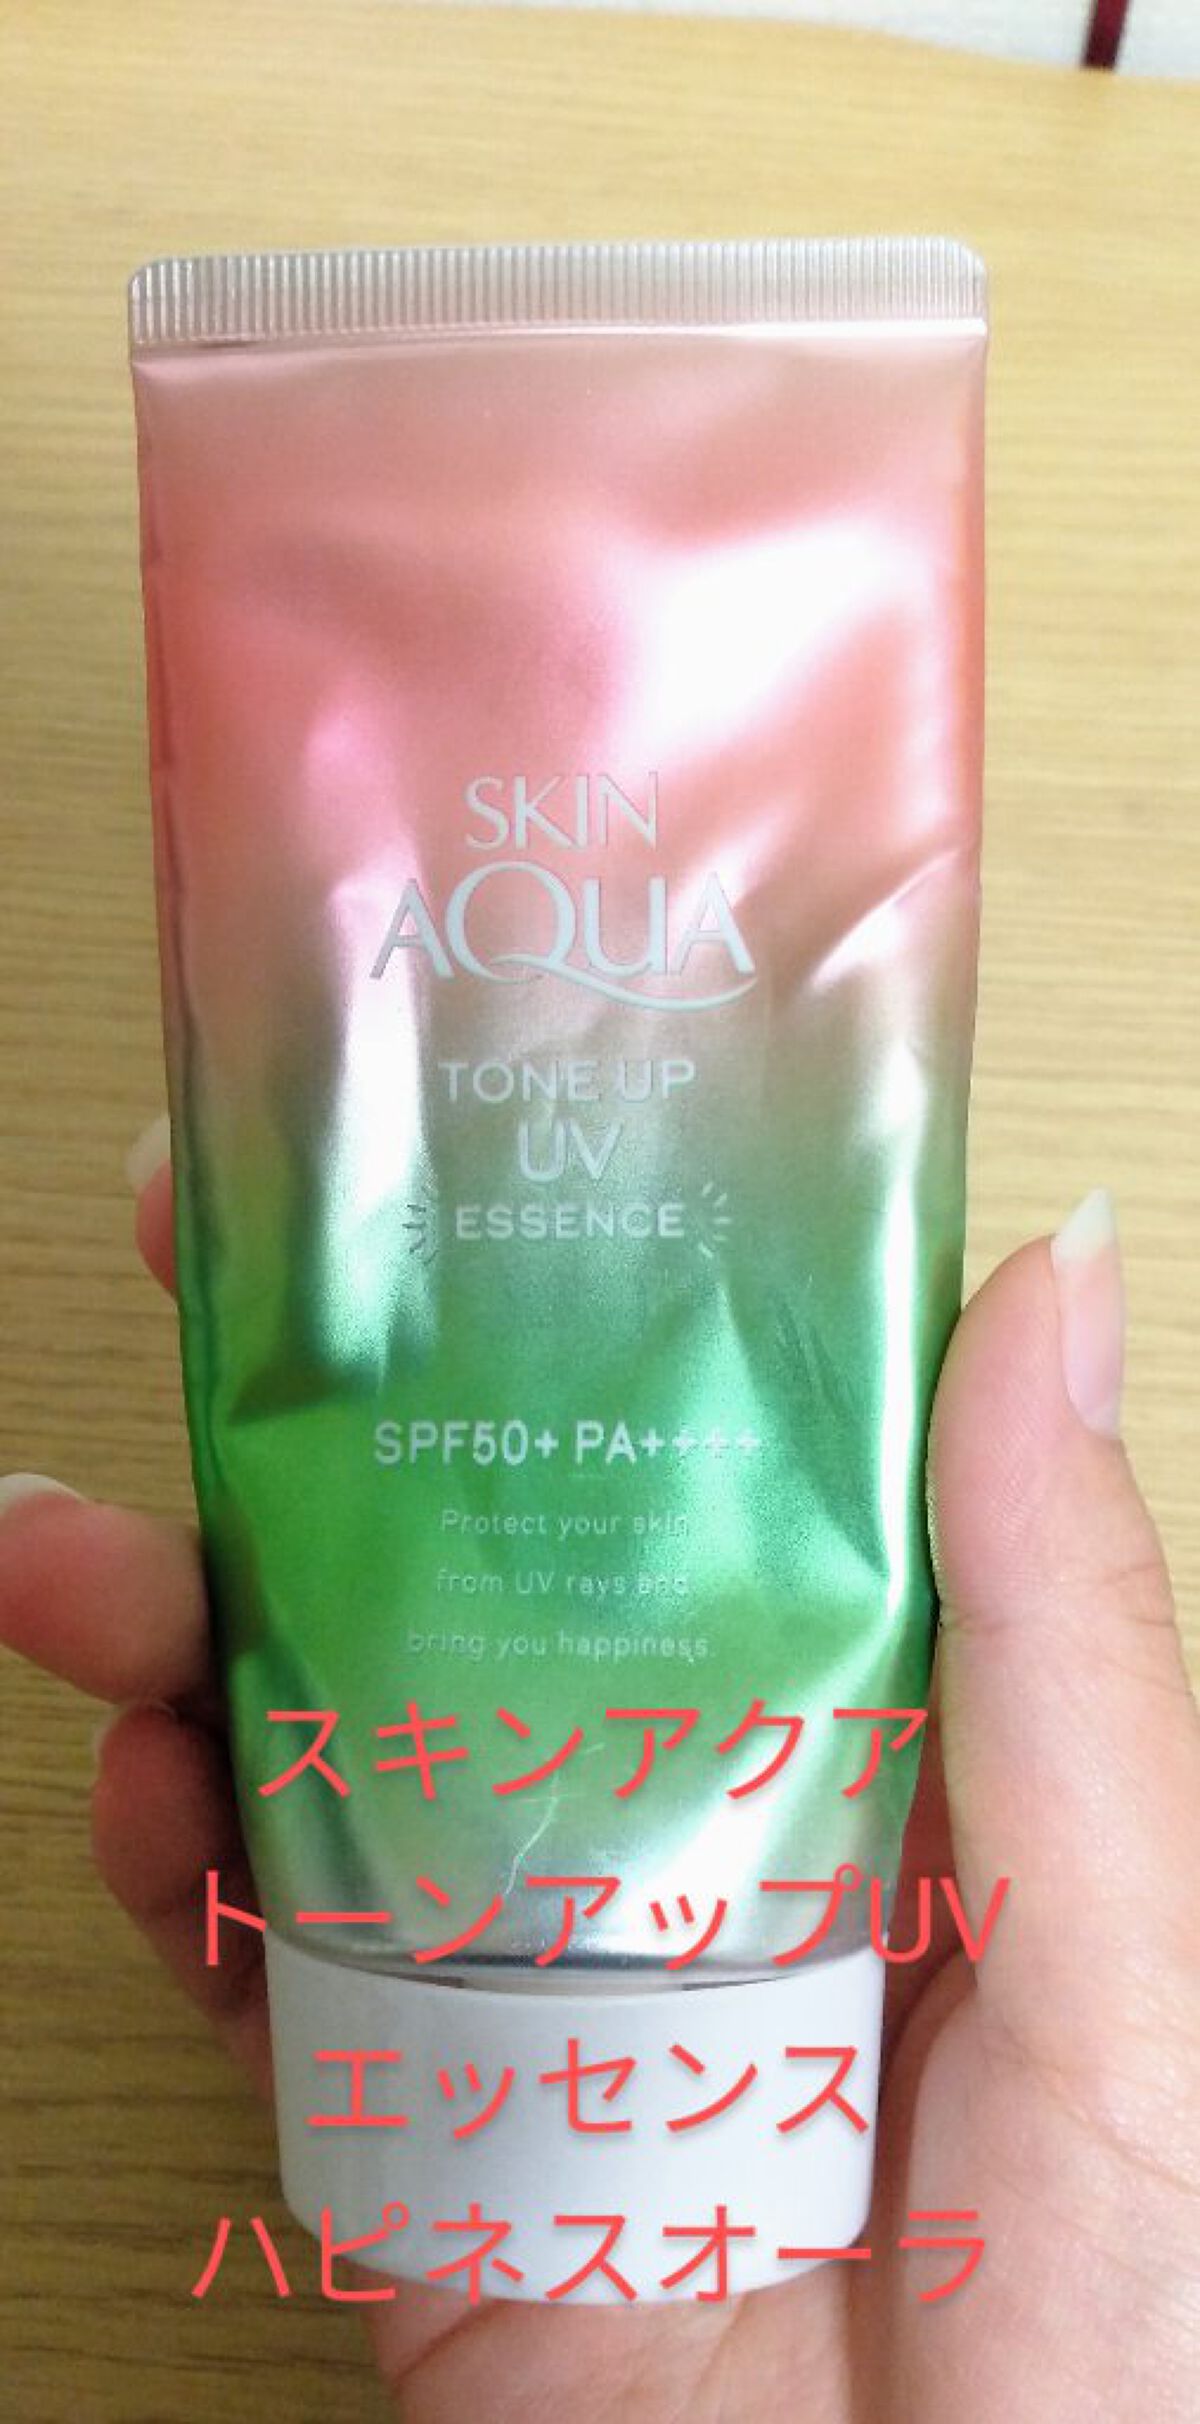 SKIN
AQUA
TONE UP
UV
ESSENCE
SPF50+ PA++++
Protect your skin
from UV rays and
bring you happiness.
スキンアクア
トーンアップUV
エッセンス
ハピネスオーラ